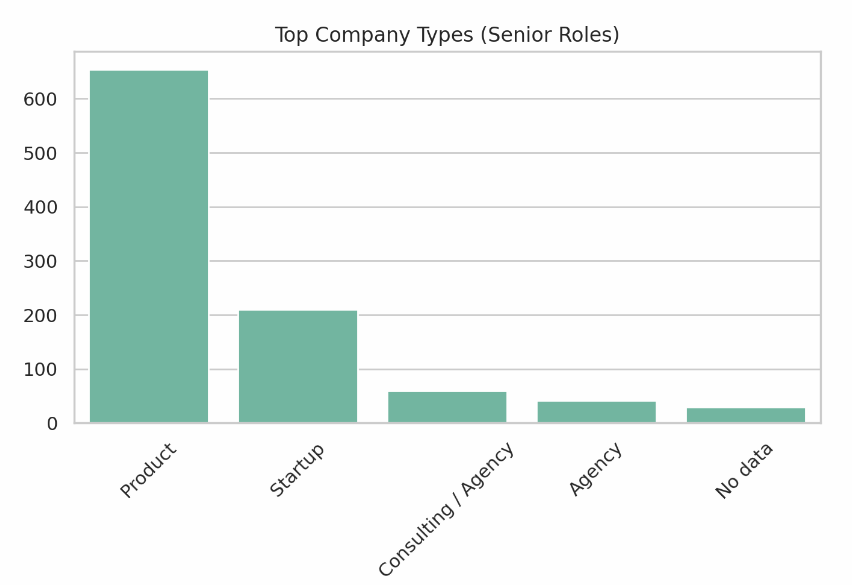 Top Company Types (Senior Roles)
600
500
400
300
200
100
0
Product
Startup
Consulting / Agency
Agency
No data